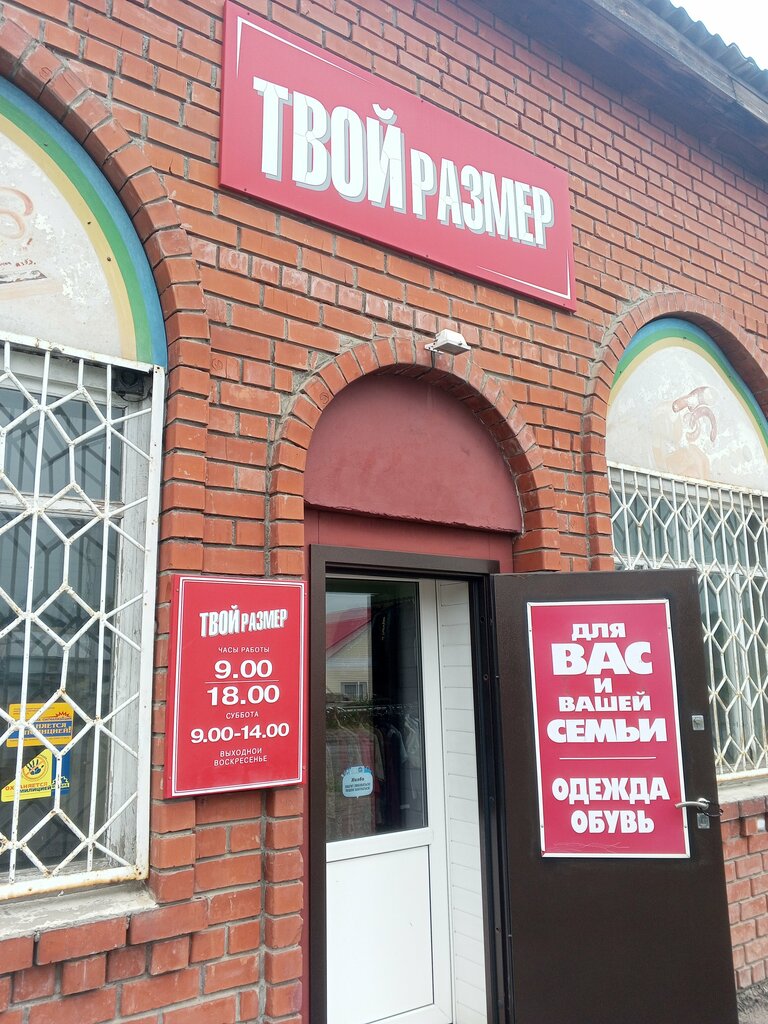 ТВОЙ РАЗМЕР
ТВОЙ РАЗМЕР
ЧАСЫ РАБОТЫ
9.00
18.00
СУББОТА
9.00-14.00
ВЫХОДНОЙ
ВОСКРЕСЕНЬЕ
ДЛЯ
ВАС
И
ВАШЕЙ
СЕМЬИ
ОДЕЖДА
ОБУВЬ